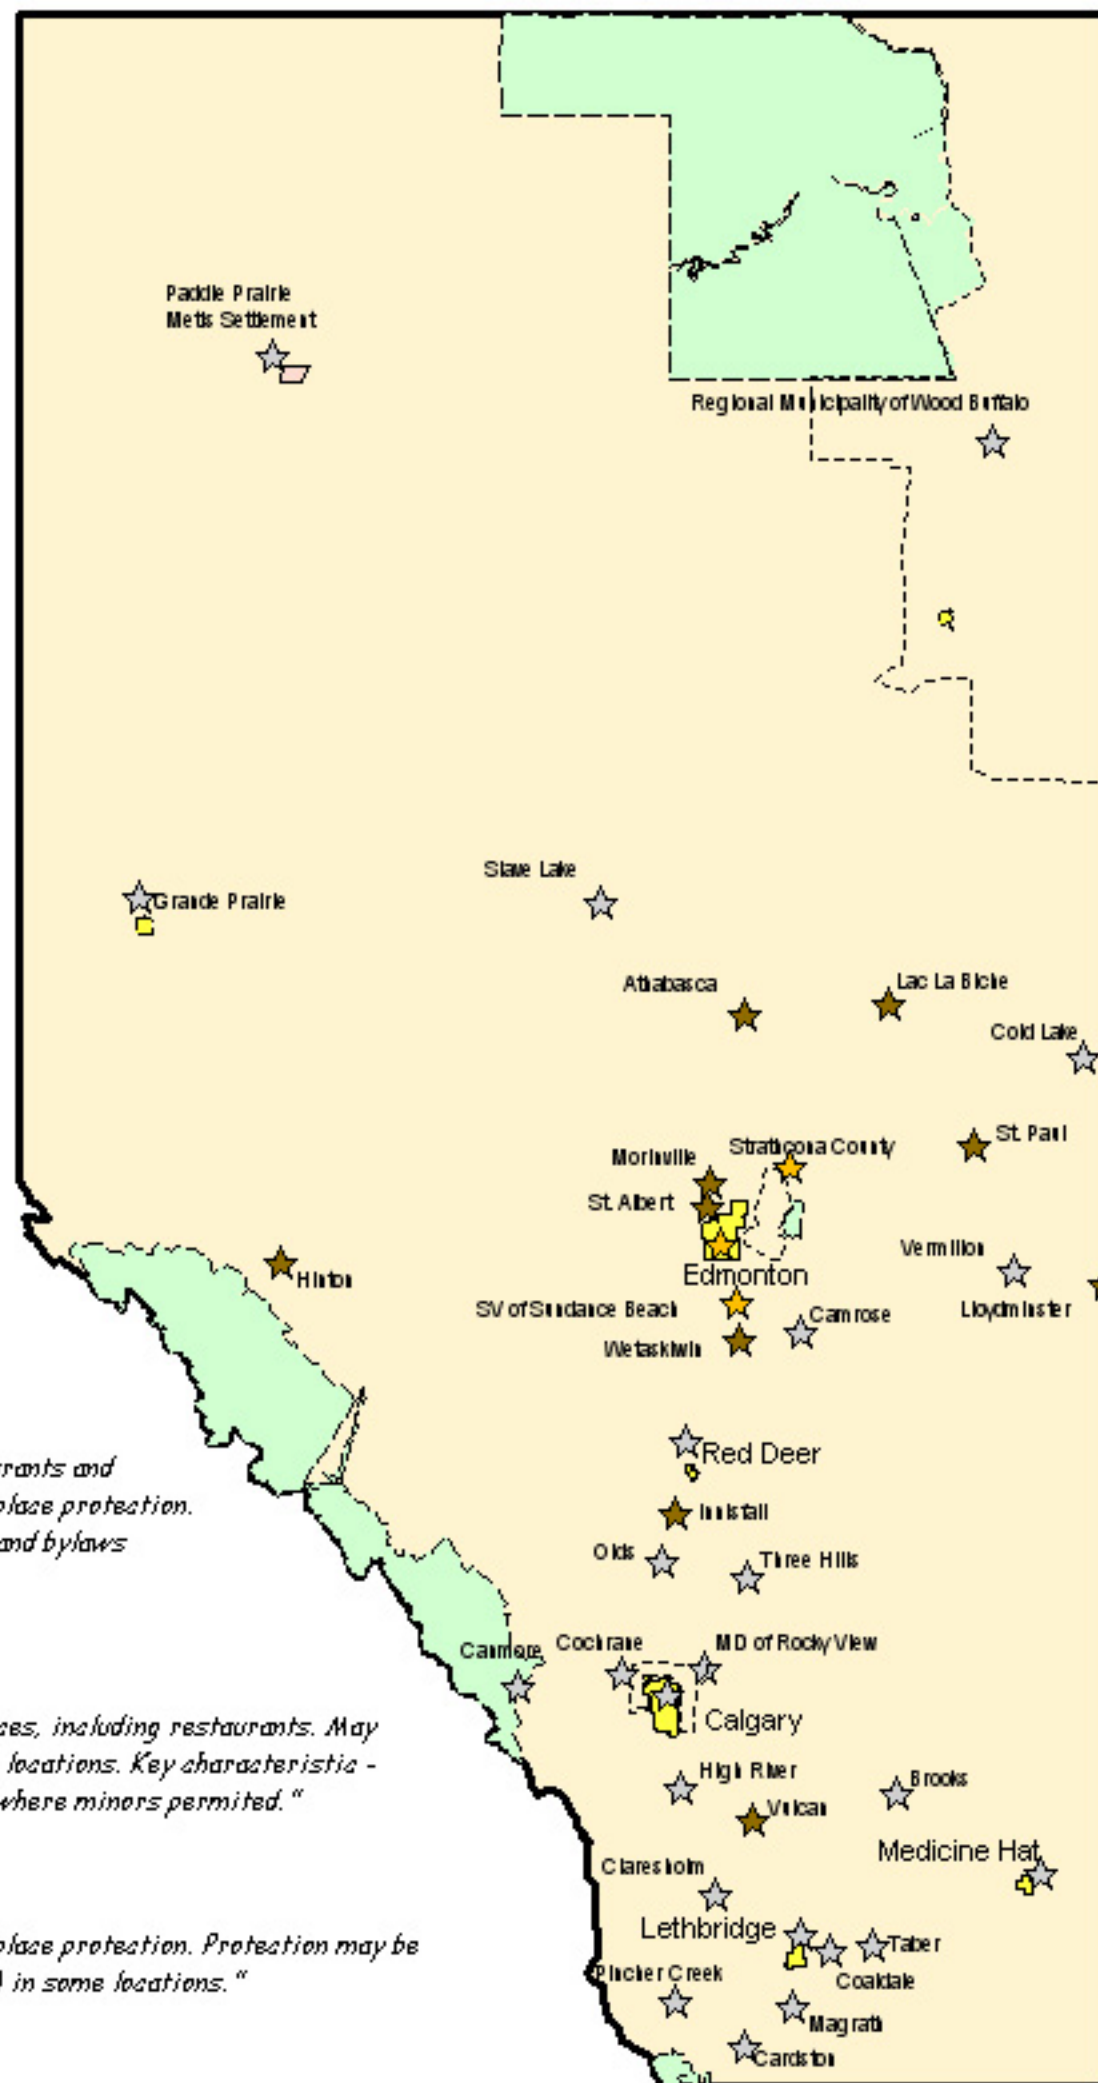 Paddle Prairie
Metis Settlement
Regional Municipality of Wood Buffalo
Slave Lake
Grande Prairie
Athabasca
Lac La Biche
Cold Lake
St. Paul
Strathcona County
Morinville
St. Albert
Vermilion
Edmonton
Hinton
SV of Sundance Beach
Camrose
Lloydminster
Wetaskiwin
Red Deer
rants and
place protection.
and bylaws
Innisfail
Olds
Three Hills
Canmore
Cochrane
MD of Rocky View
Calgary
ces, including restaurants. May
locations. Key characteristic -
where minors permited."
High River
Brooks
Vulcan
Medicine Hat
Claresholm
Lethbridge
Taber
place protection. Protection may be
in some locations."
Pincher Creek
Coaldale
Magrath
Cardston